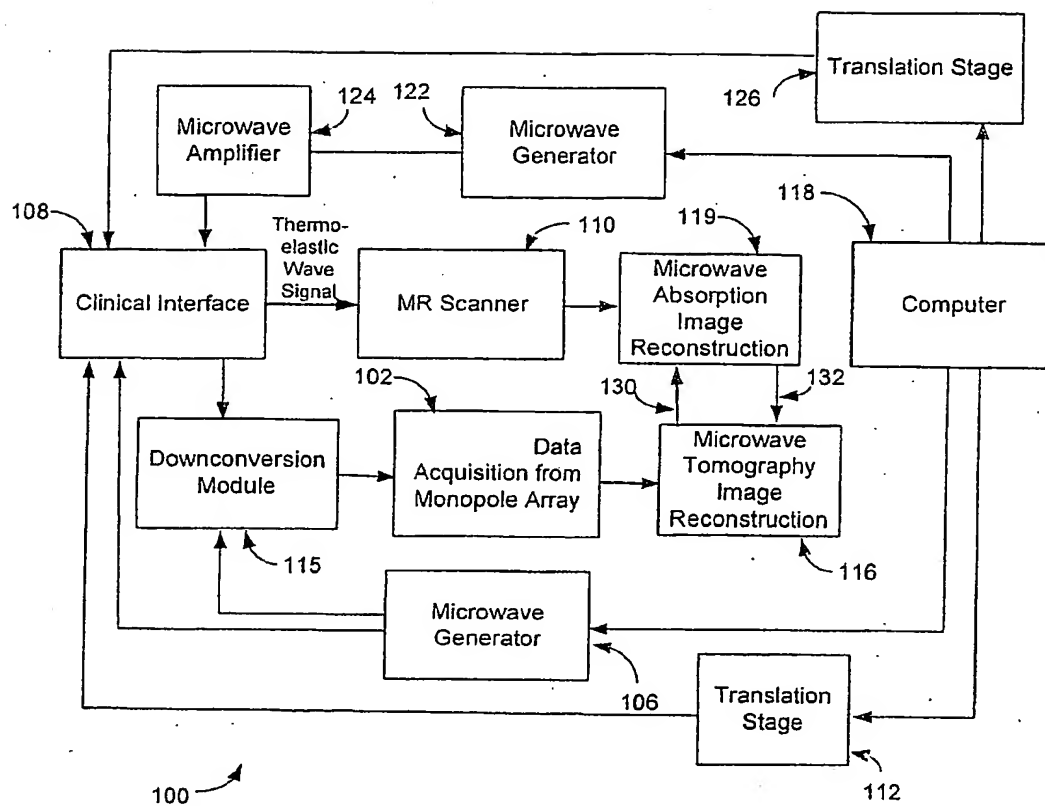 Translation Stage
126
124
122
Microwave
Amplifier
Microwave
Generator
118
108
Thermo-
elastic
Wave
Signal
110
119
Clinical Interface
MR Scanner
Microwave
Absorption
Image
Reconstruction
Computer
102
130
132
Downconversion
Module
Data
Acquisition from
Monopole Array
Microwave
Tomography
Image
Reconstruction
115
116
Microwave
Generator
106
Translation
Stage
100
112